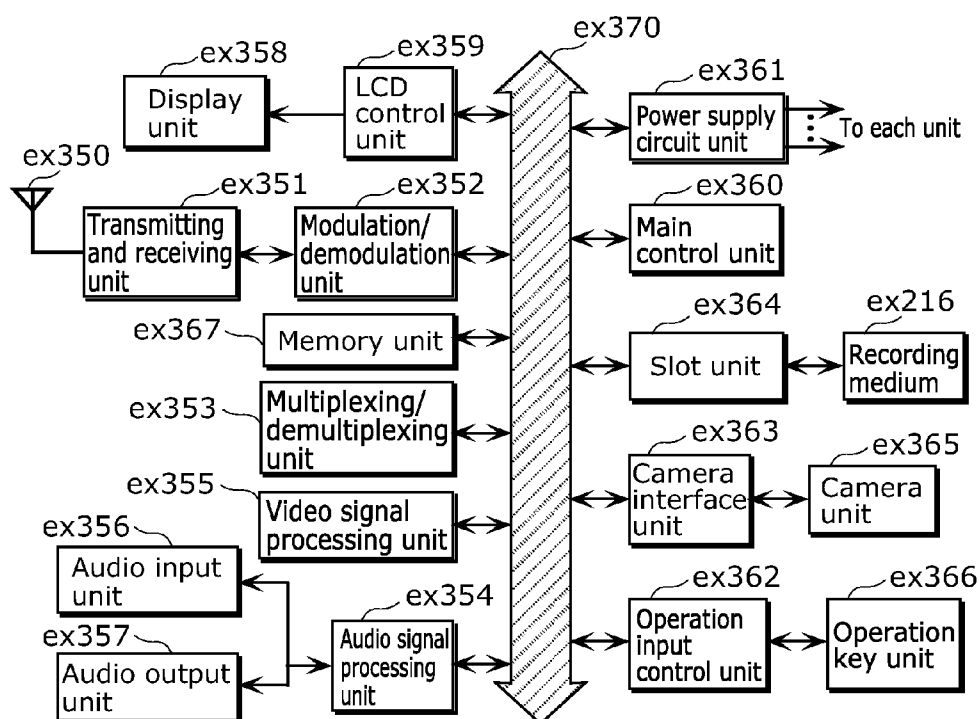 ex370
ex358
Display
unit
ex359
LCD
control
unit
ex361
Power supply
circuit unit
To each unit
ex350
ex351
Transmitting
and receiving
unit
ex352
Modulation/
demodulation
unit
ex360
Main
control unit
ex367
Memory unit
ex364
Slot unit
ex216
Recording
medium
ex353
Multiplexing/
demultiplexing
unit
ex363
Camera
interface
unit
ex365
Camera
unit
ex355
Video signal
processing unit
ex356
Audio input
unit
ex357
Audio output
unit
ex354
Audio signal
processing
unit
ex362
Operation
input
control unit
ex366
Operation
key unit